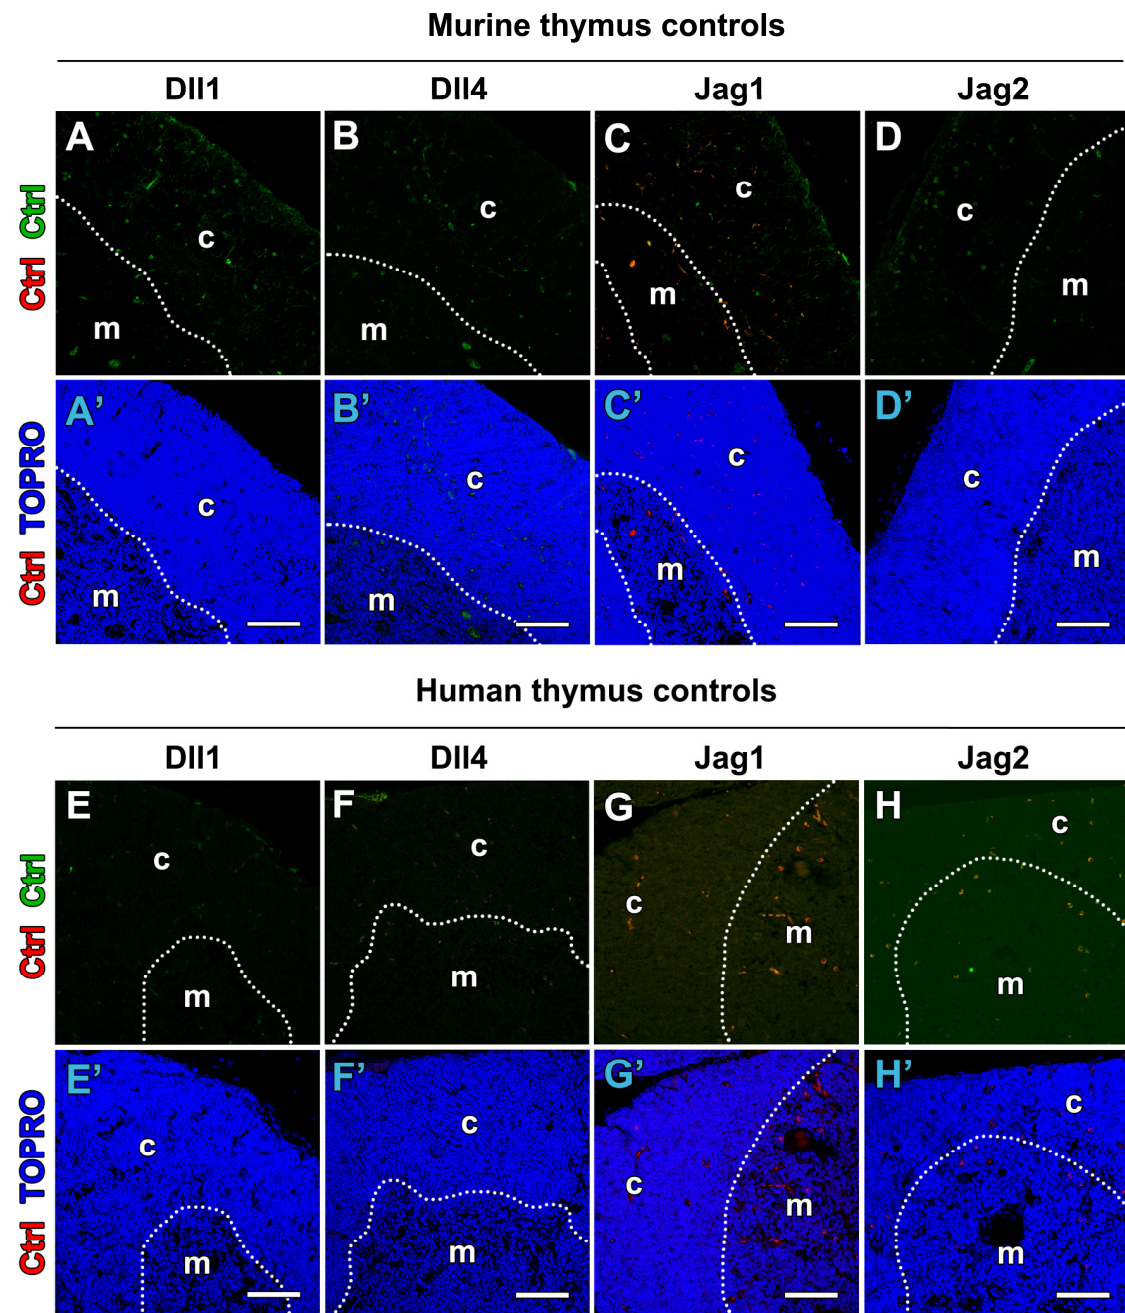 Murine thymus controls
Dll1 Dll4 Jag1 Jag2
Ctrl Ctrl
A B C D
c c c c
m m m m
Ctrl TOPRO
A’ B’ C’ D’
c c c c
m m m m
Human thymus controls
Dll1 Dll4 Jag1 Jag2
Ctrl Ctrl
E F G H
c c c c
m m m m
Ctrl TOPRO
E’ F’ G’ H’
c c c c
m m m m